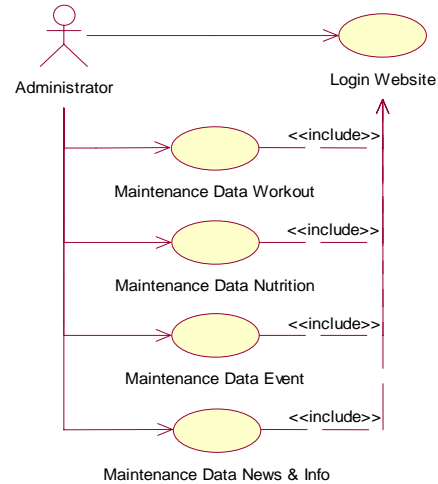 Administrator
Login Website
<<include>>
Maintenance Data Workout
<<include>>
Maintenance Data Nutrition
<<include>>
Maintenance Data Event
<<include>>
Maintenance Data News & Info